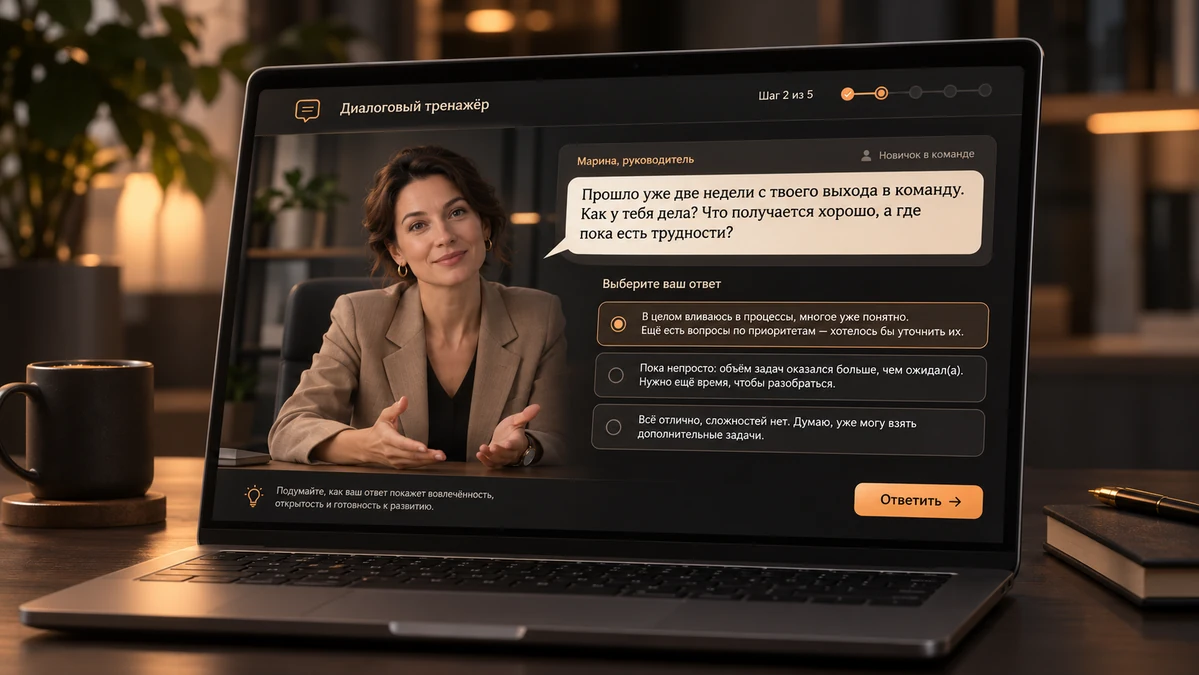 Диалоговый тренажёр
Шаг 2 из 5
Марина, руководитель
Новичок в команде
Прошло уже две недели с твоего выхода в команду.
Как у тебя дела? Что получается хорошо, а где
пока есть трудности?
Выберите ваш ответ
В целом вливаюсь в процессы, многое уже понятно.
Ещё есть вопросы по приоритетам — хотелось бы уточнить их.
Пока непросто: объём задач оказался больше, чем ожидал(а).
Нужно ещё время, чтобы разобраться.
Всё отлично, сложностей нет. Думаю, уже могу взять
дополнительные задачи.
Подумайте, как ваш ответ покажет вовлечённость,
открытость и готовность к развитию.
Ответить →